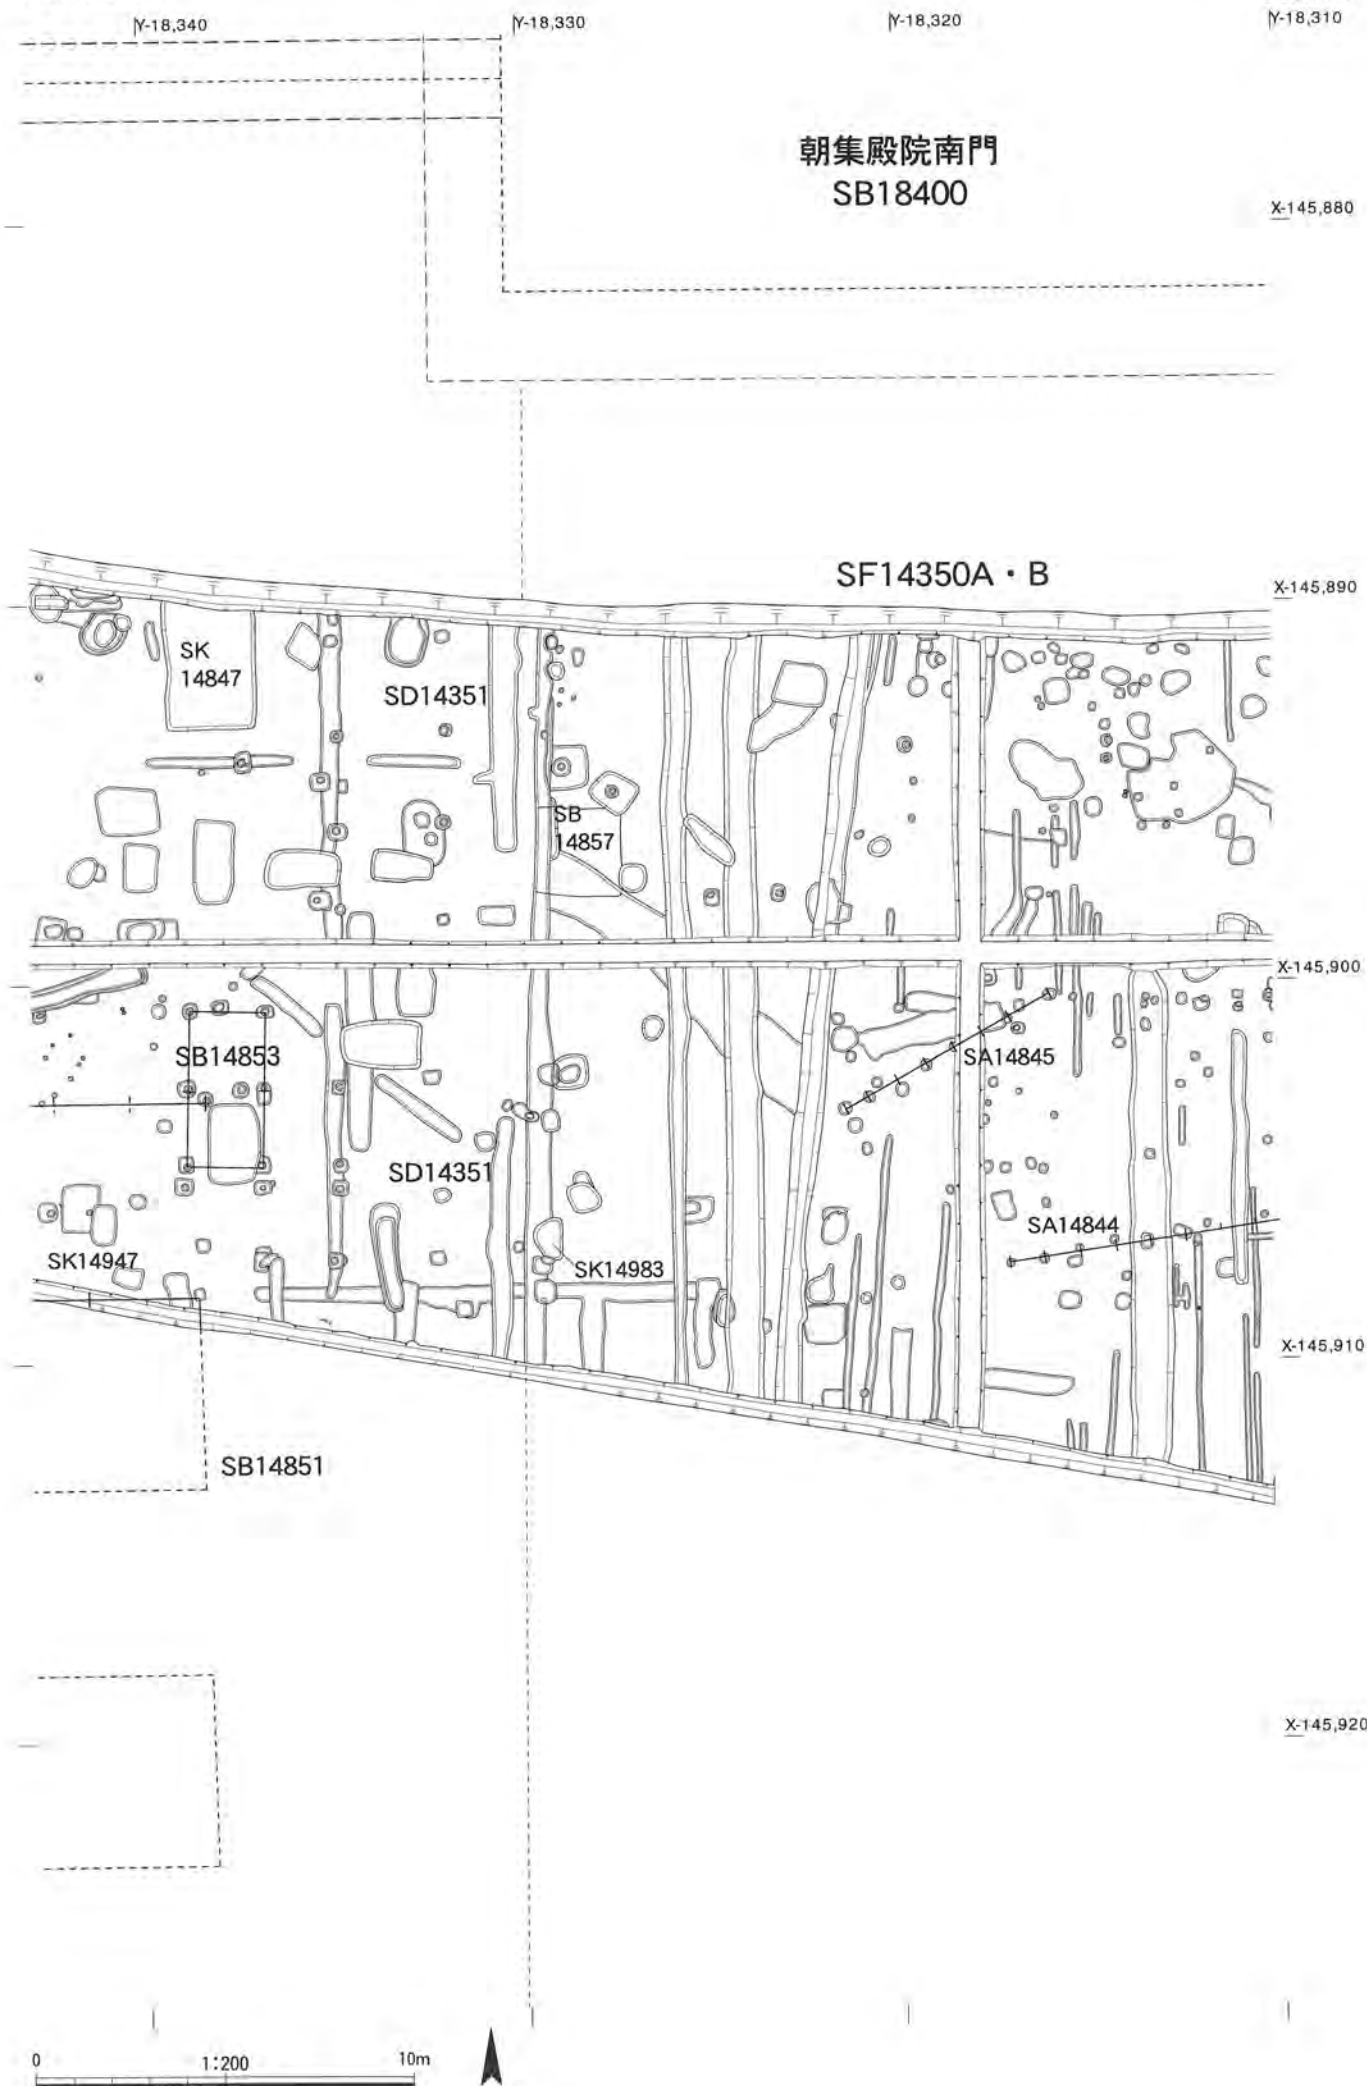 Y-18,340
Y-18,330
Y-18,320
Y-18,310
朝集殿院南門
SB18400
X-145,880
SF14350A・B
X-145,890
SK
14847
SD14351
SB
14857
X-145,900
SB14853
SA14845
SD14351
SA14844
SK14947
SK14983
X-145,910
SB14851
X-145,920
0
1:200
10m